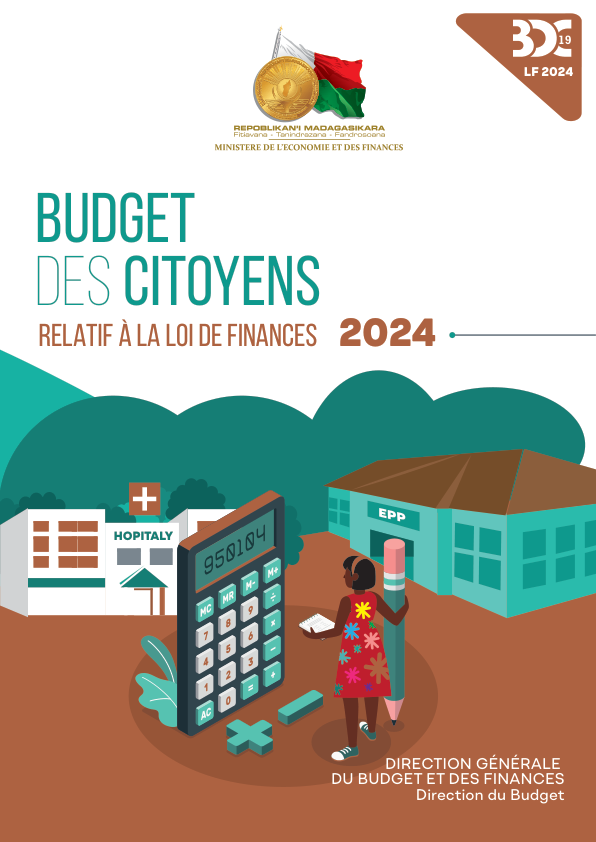 BDC 19
LF 2024
REPOBLIKAN'I MADAGASIKARA
Fitiavana - Tanindrazana - Fandrosoana
MINISTERE DE L'ECONOMIE ET DES FINANCES
BUDGET
DES CITOYENS
RELATIF À LA LOI DE FINANCES 2024
HOPITALY
EPP
950104
MC MR M- M+
7 8 9 ÷
4 5 6 ×
1 2 3 −
AC 0 = +
DIRECTION GÉNÉRALE
DU BUDGET ET DES FINANCES
Direction du Budget